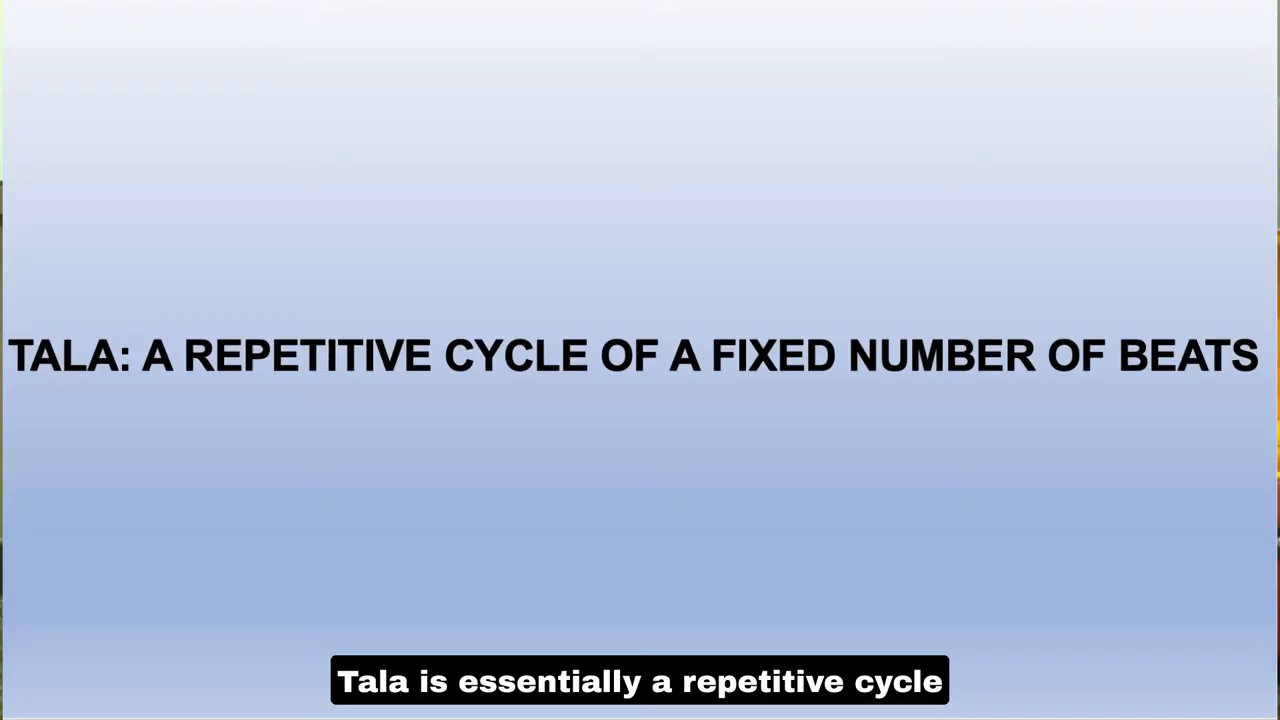 TALA: A REPETITIVE CYCLE OF A FIXED NUMBER OF BEATS
Tala is essentially a repetitive cycle